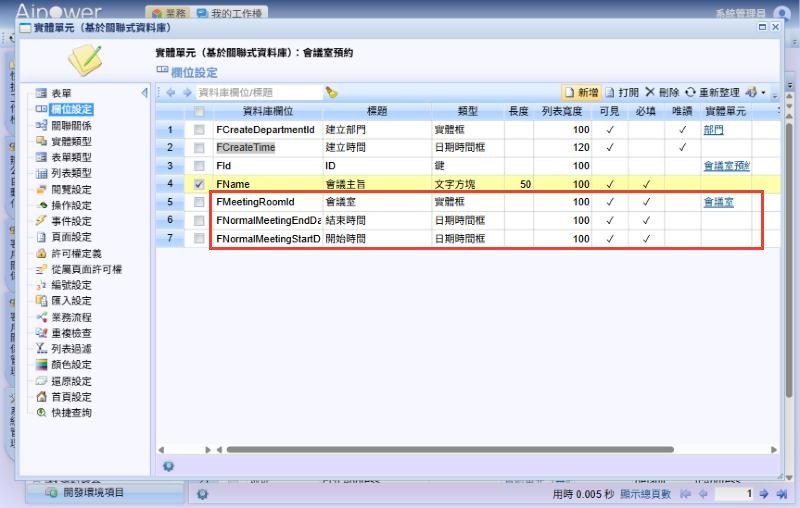 Ainower
業務 我的工作檯
系統管理員
實體單元（基於關聯式資料庫）
實體單元（基於關聯式資料庫）：會議室預約
欄位設定
資料庫欄位/標題 新增 打開 刪除 重新整理
表單
欄位設定
關聯關係
實體類型
表單類型
列表類型
閱覽設定
操作設定
事件設定
頁面設定
許可權定義
從屬頁面許可權
編號設定
匯入設定
業務流程
重複檢查
列表過濾
顏色設定
還原設定
首頁設定
快捷查詢
資料庫欄位 標題 類型 長度 列表寬度 可見 必填 唯讀 實體單元
1 FCreateDepartmentId 建立部門 實體框 100 ✓ ✓ 部門
2 FCreateTime 建立時間 日期時間框 120 ✓ ✓
3 FId ID 鍵 100 會議室預約
4 FName 會議主旨 文字方塊 50 100 ✓ ✓
5 FMeetingRoomId 會議室 實體框 100 ✓ ✓ 會議室
6 FNormalMeetingEndDa 結束時間 日期時間框 100 ✓ ✓
7 FNormalMeetingStartD 開始時間 日期時間框 100 ✓ ✓
開發環境項目
用時 0.005 秒 顯示總頁數 1